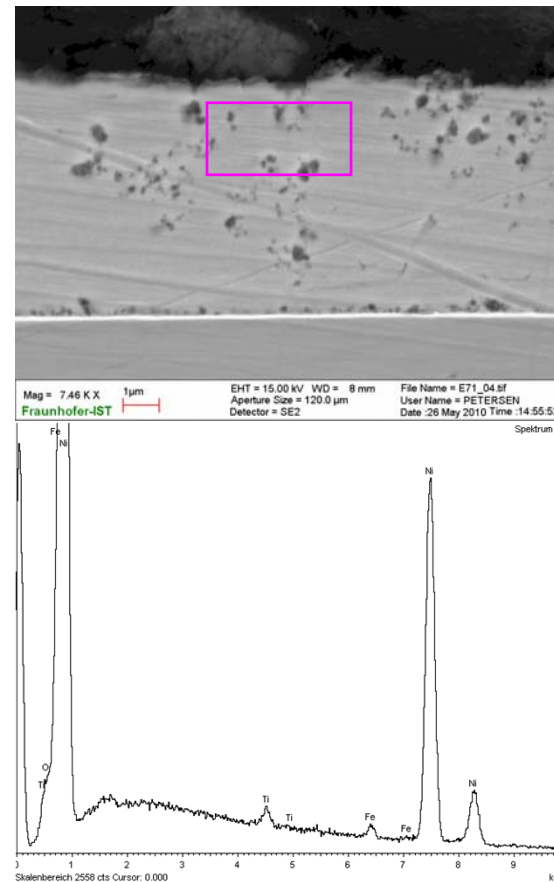 Mag = 7.46 K X 1µm EHT = 15.00 kV WD = 8 mm File Name = E71_04.tif
Aperture Size = 120.0 µm User Name = PETERSEN
Fraunhofer-IST Detector = SE2 Date :26 May 2010 Time :14:55:52
Spektrum
Fe
Ni
Ni
O
Ti
Ti
Ti
Fe
Fe
Ni
0 1 2 3 4 5 6 7 8 9 k
Skalenbereich 2558 cts Cursor: 0.000